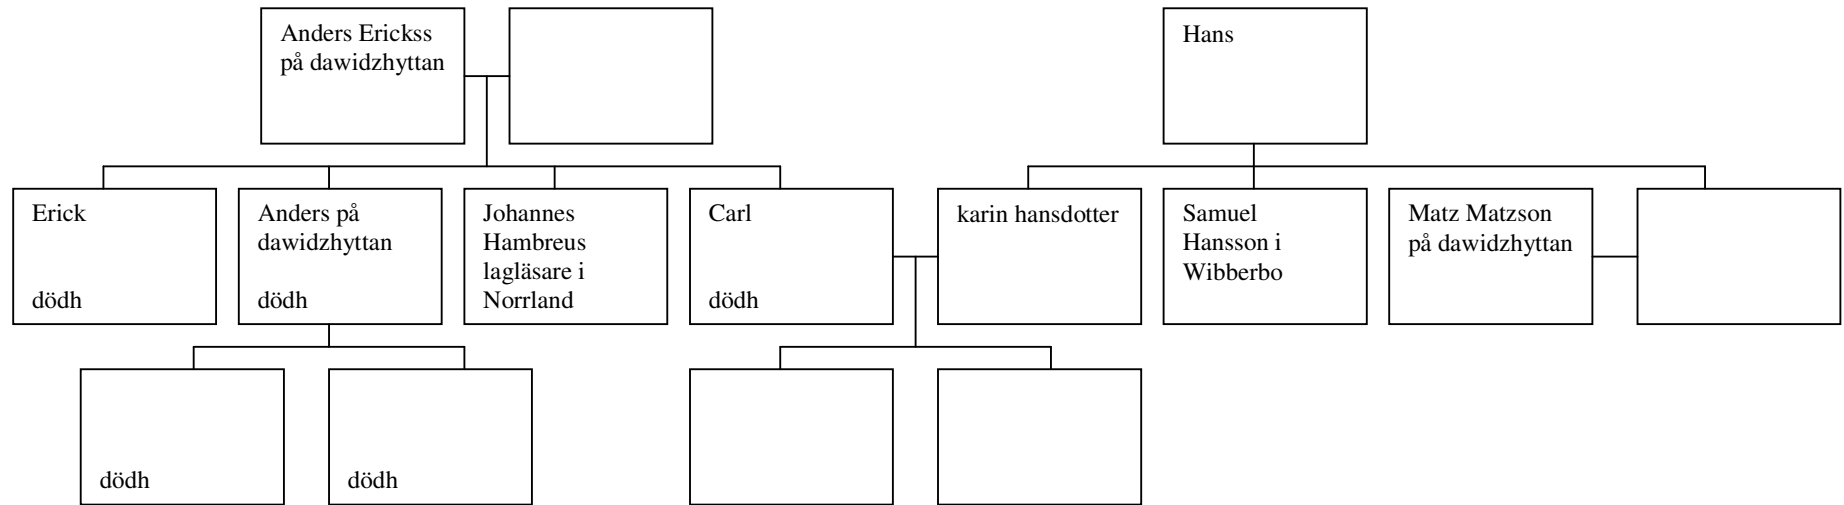 Anders Erickss
på dawidzhyttan
Hans
Erick
dödh
Anders på
dawidzhyttan
dödh
Johannes
Hambreus
lagläsare i
Norrland
Carl
dödh
karin hansdotter
Samuel
Hansson i
Wibberbo
Matz Matzson
på dawidzhyttan
dödh
dödh